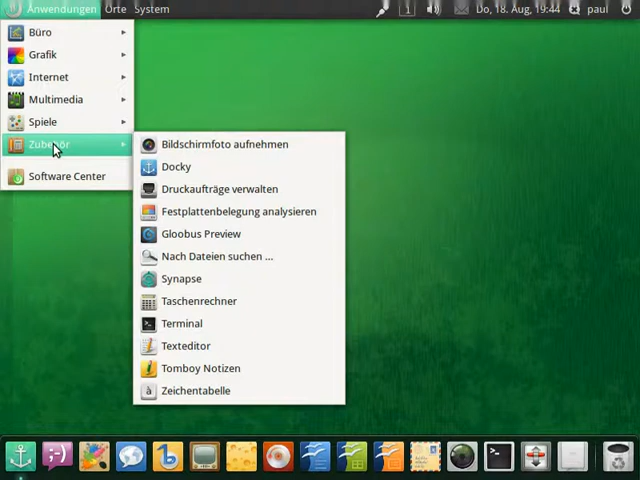 Anwendungen Orte System 1 Do, 18. Aug, 19:44 paul
Büro
Grafik
Internet
Multimedia
Spiele
Zubehör
Software Center
Bildschirmfoto aufnehmen
Docky
Druckaufträge verwalten
Festplattenbelegung analysieren
Gloobus Preview
Nach Dateien suchen ...
Synapse
Taschenrechner
Terminal
Texteditor
Tomboy Notizen
Zeichentabelle